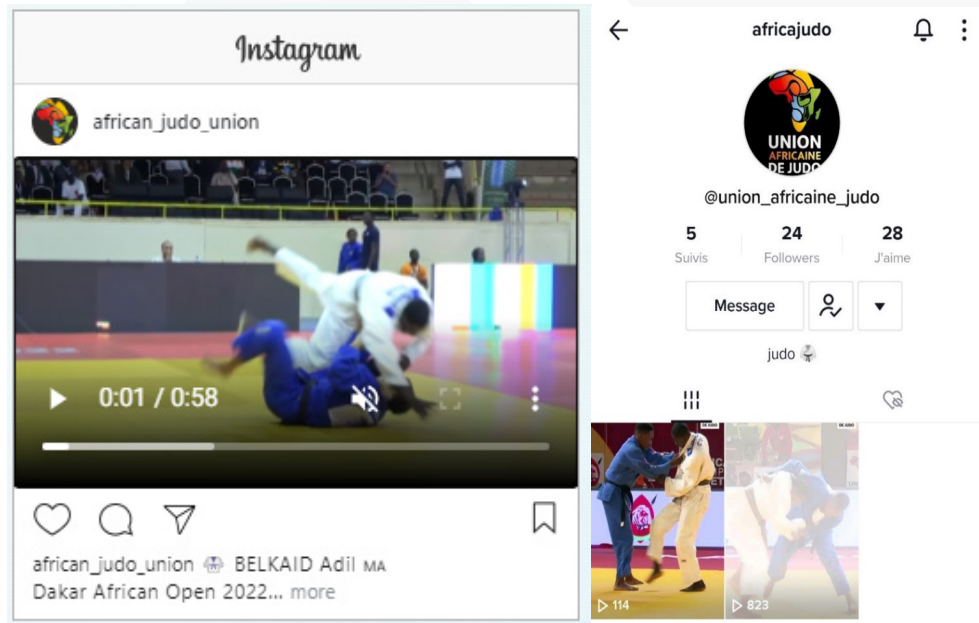 Instagram
african_judo_union
0:01 / 0:58
african_judo_union 🥋 BELKAID Adil MA
Dakar African Open 2022... more
africajudo
UNION
AFRICAINE
DE JUDO
@union_africaine_judo
5
24
28
Suivis
Followers
J'aime
Message
judo 🥋
114
823